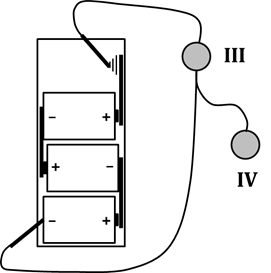 III
− +
IV
+ −
− +